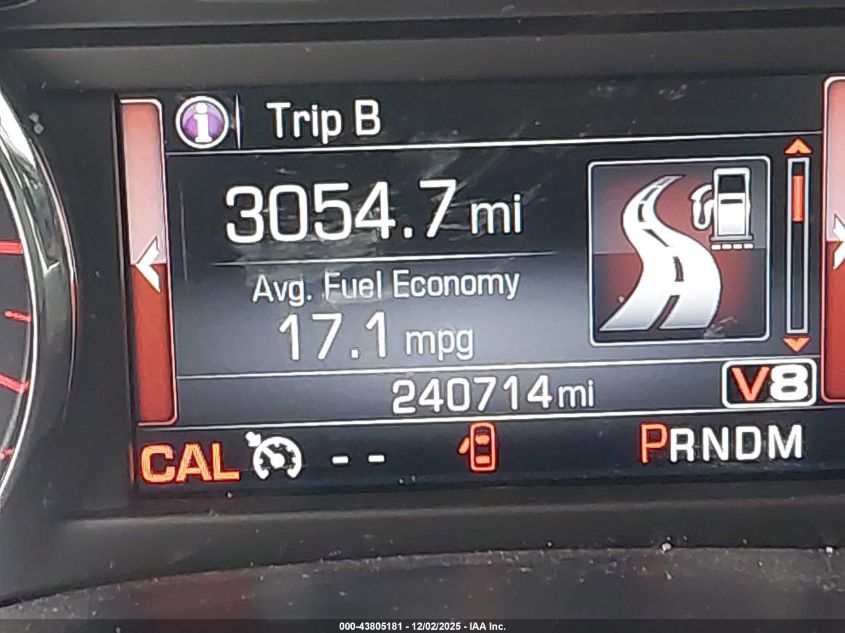 i Trip B
3054.7 mi
Avg. Fuel Economy
17.1 mpg
240714 mi V8
CAL -- PRNDM
000-43805181 - 12/02/2025 - IAA Inc.